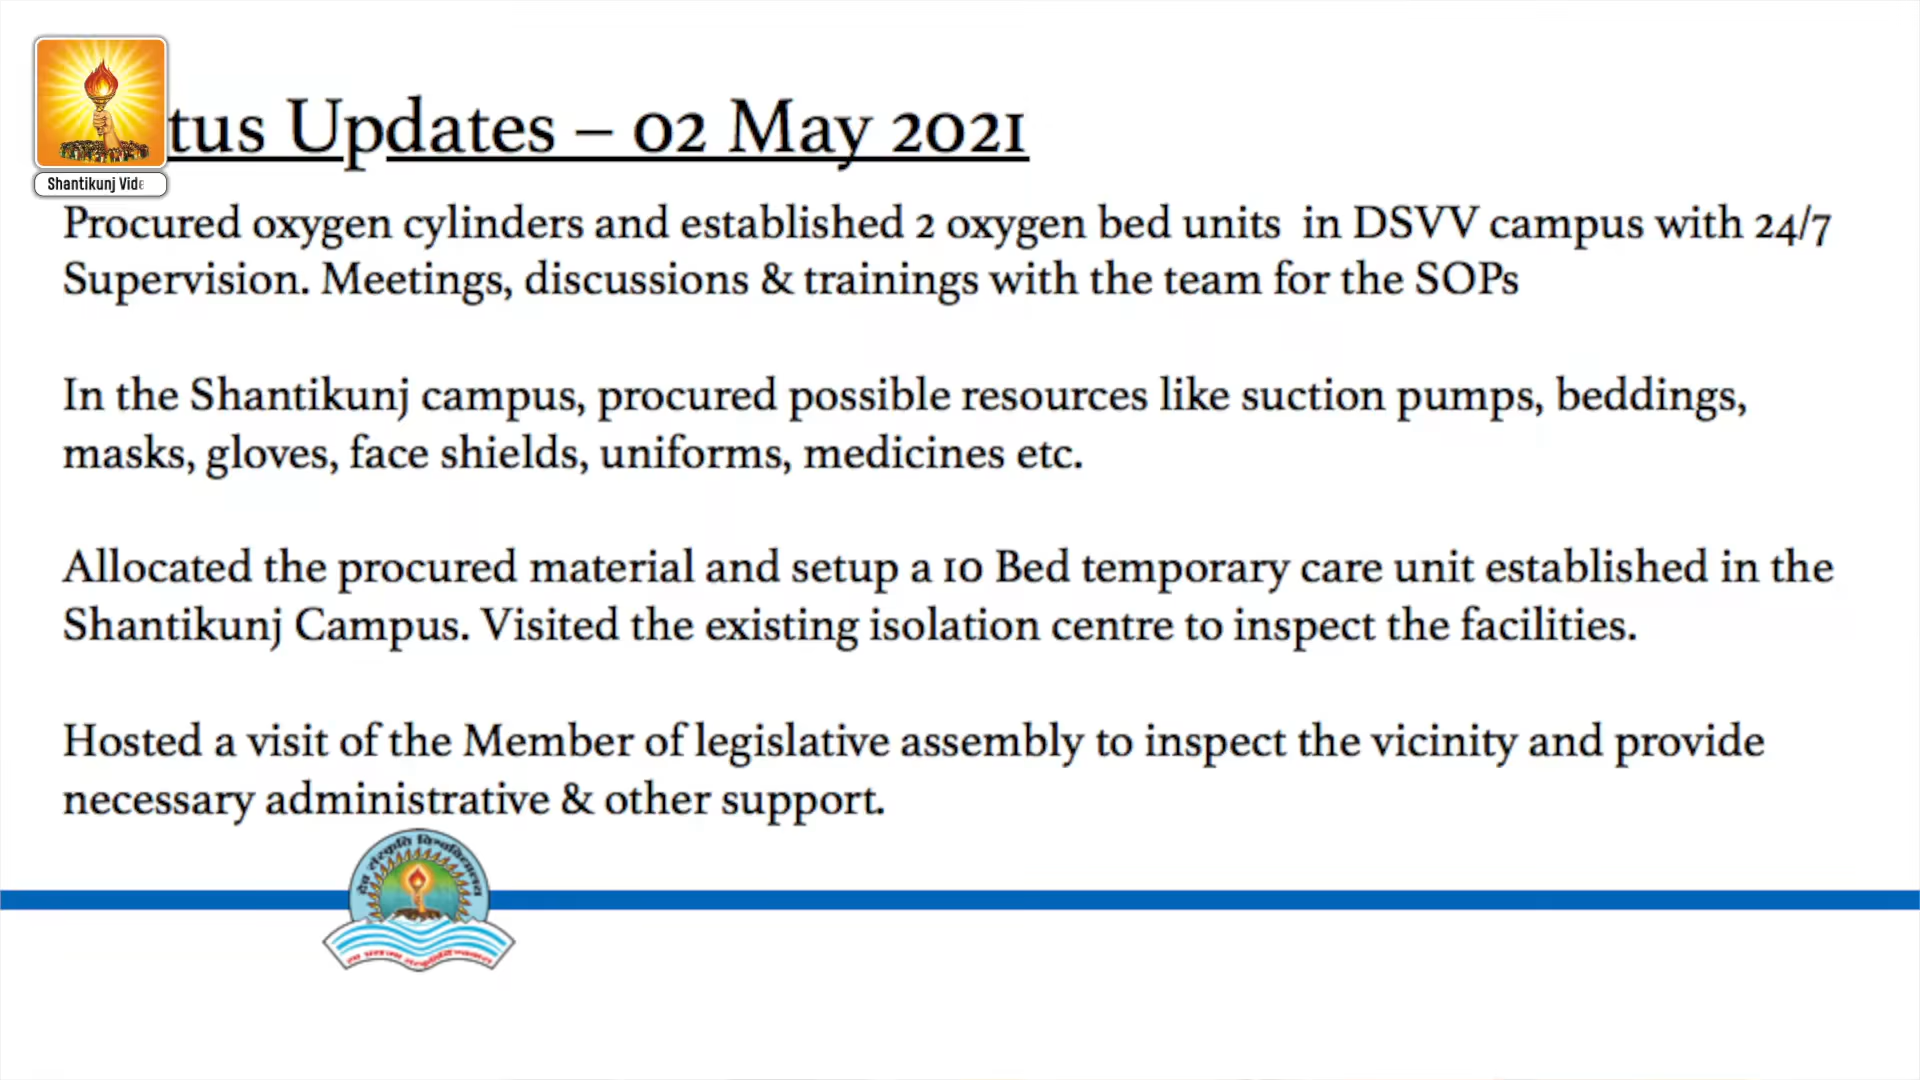 tus Updates – 02 May 2021
Shantikunj Vide
Procured oxygen cylinders and established 2 oxygen bed units in DSVV campus with 24/7
Supervision. Meetings, discussions & trainings with the team for the SOPs
In the Shantikunj campus, procured possible resources like suction pumps, beddings,
masks, gloves, face shields, uniforms, medicines etc.
Allocated the procured material and setup a 10 Bed temporary care unit established in the
Shantikunj Campus. Visited the existing isolation centre to inspect the facilities.
Hosted a visit of the Member of legislative assembly to inspect the vicinity and provide
necessary administrative & other support.
देव संस्कृति विश्वविद्यालय